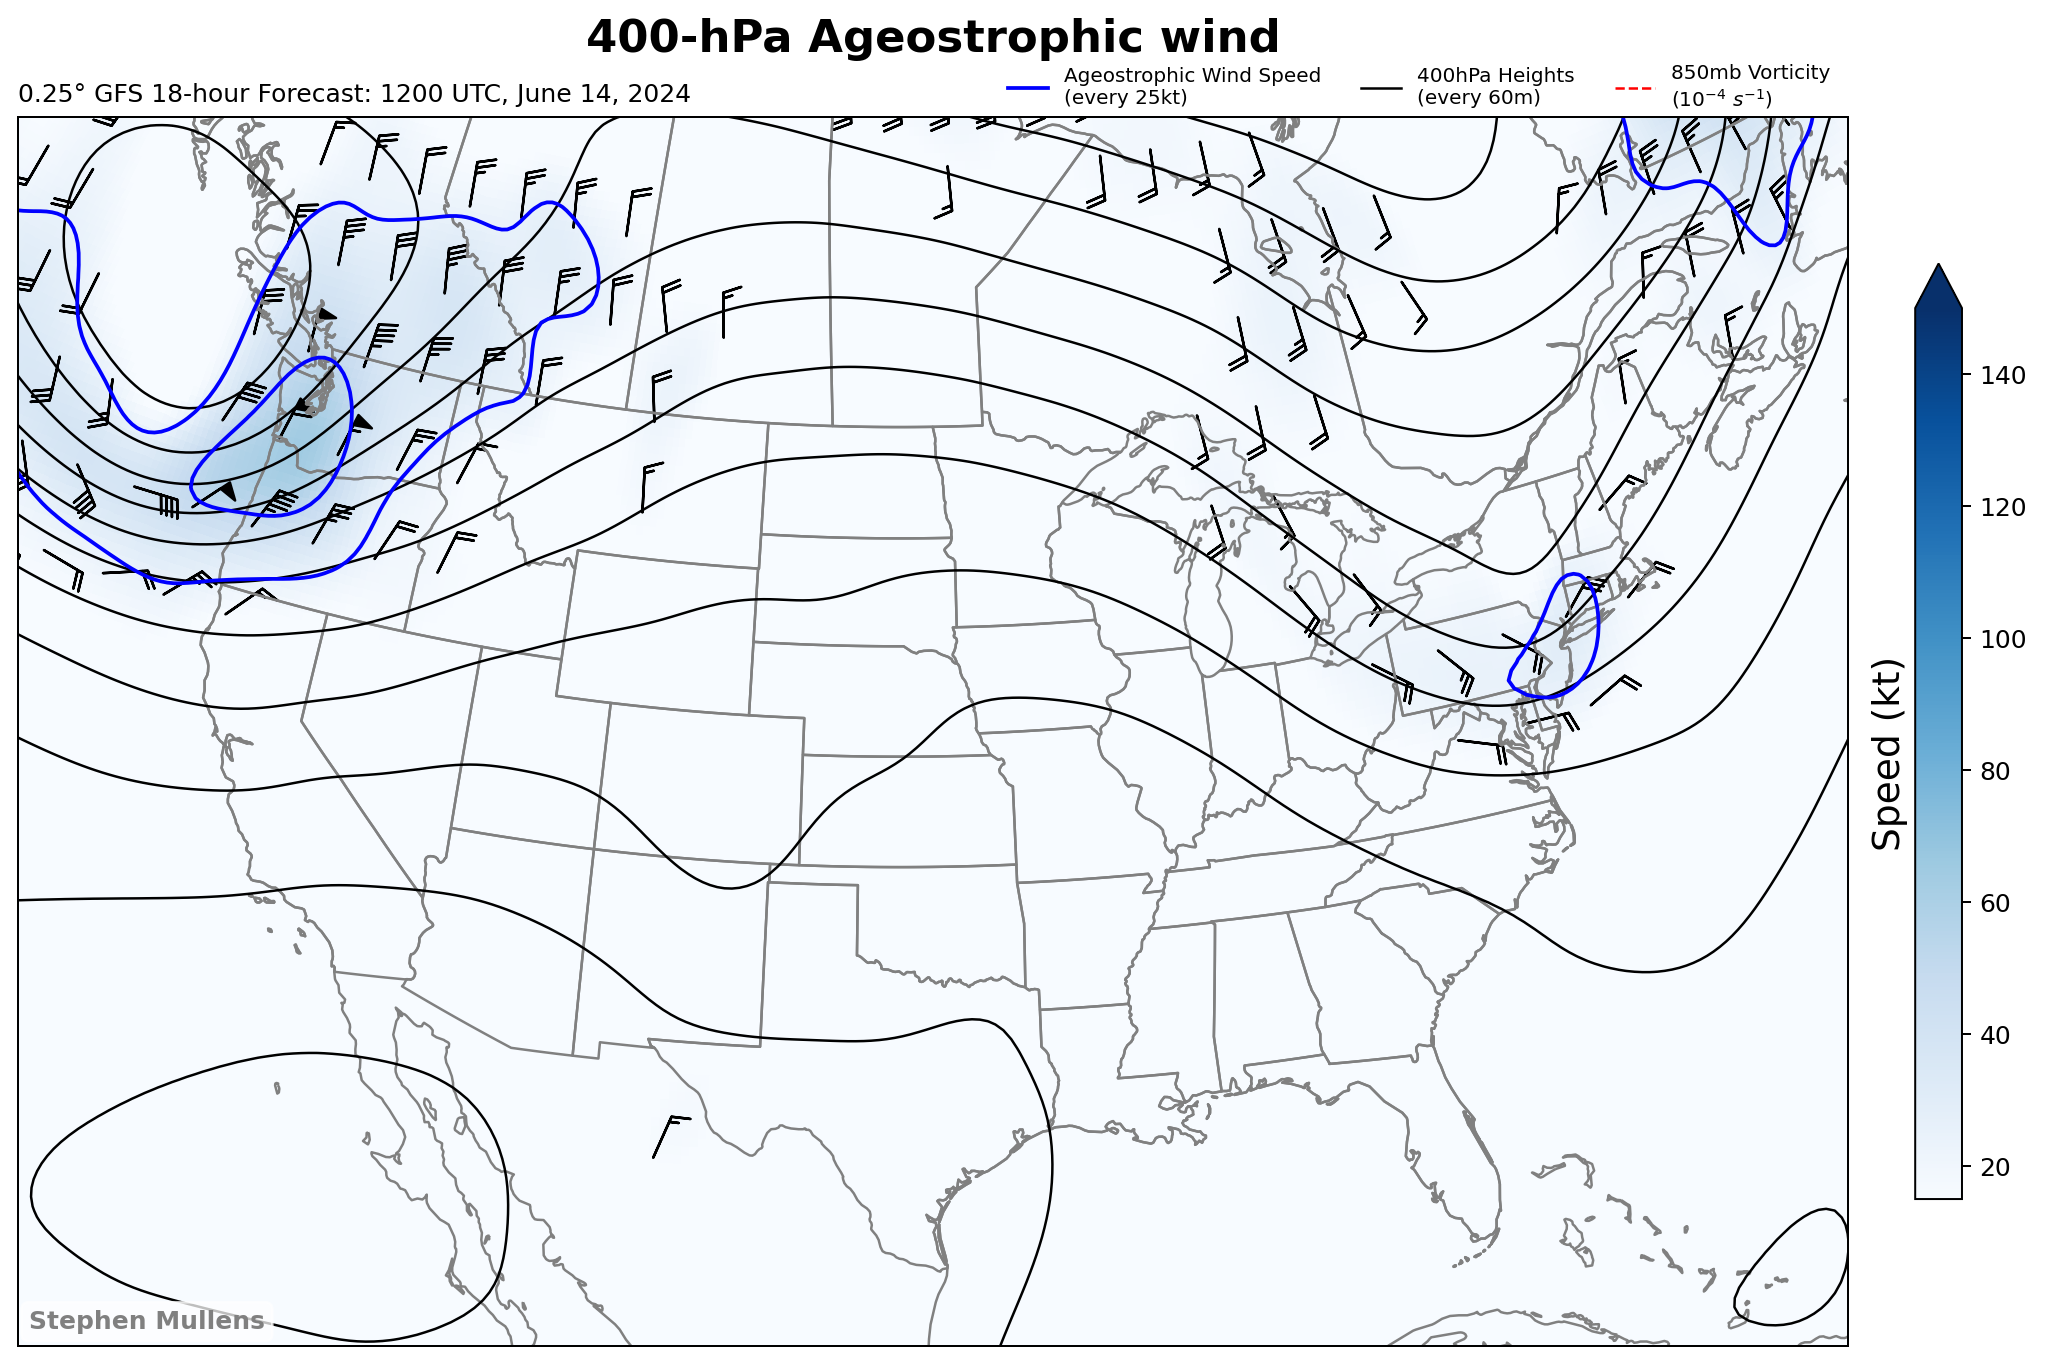 400-hPa Ageostrophic wind
0.25° GFS 18-hour Forecast: 1200 UTC, June 14, 2024
Ageostrophic Wind Speed
(every 25kt)
400hPa Heights
(every 60m)
850mb Vorticity
(10⁻⁴ s⁻¹)
140
120
100
80
60
40
20
Speed (kt)
Stephen Mullens